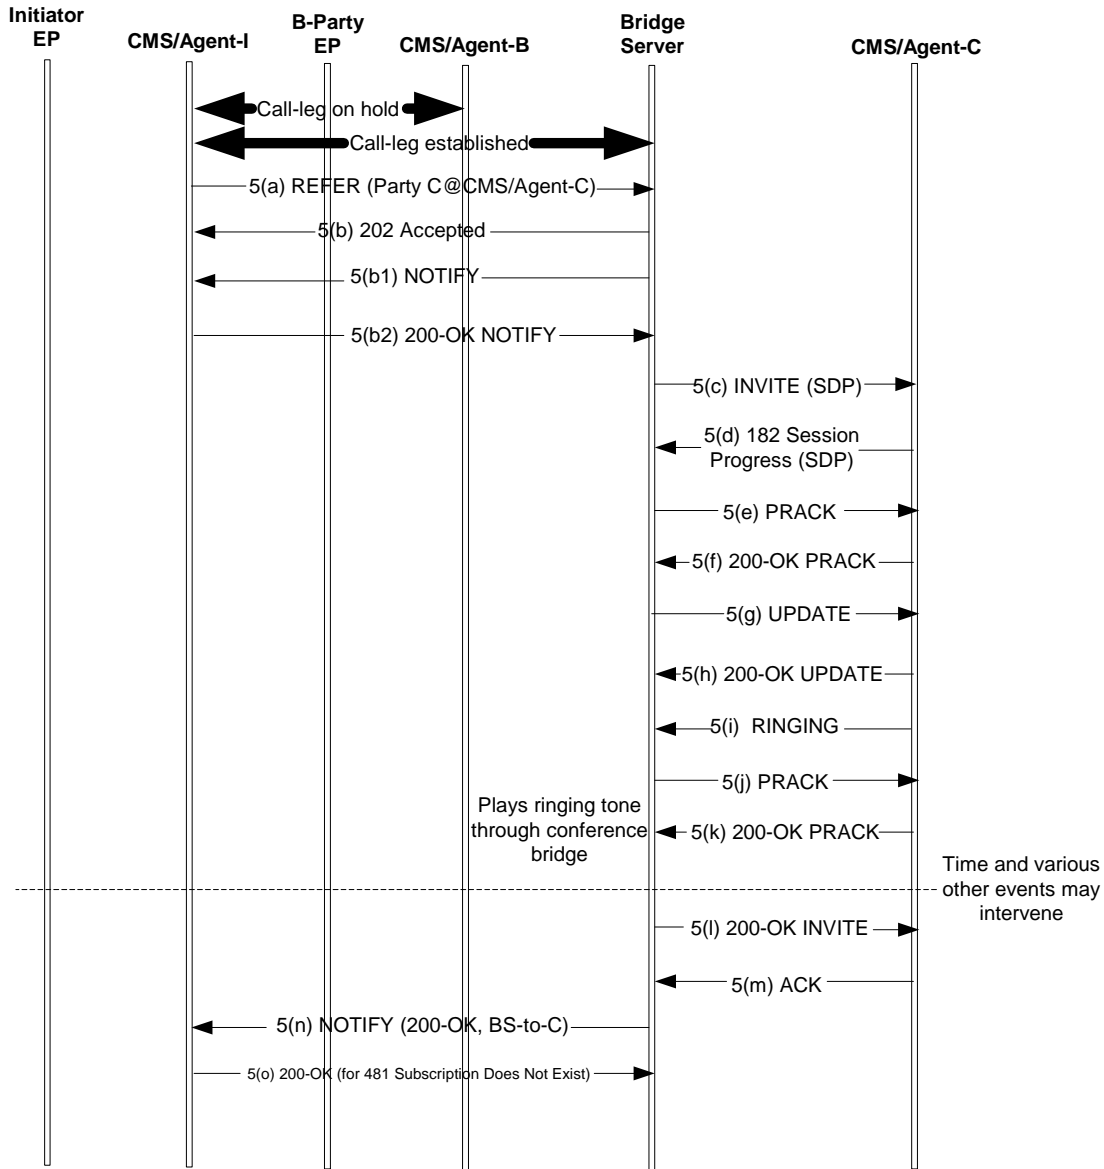 Initiator
EP
CMS/Agent-I
B-Party
EP
CMS/Agent-B
Bridge
Server
CMS/Agent-C
Call-leg on hold
Call-leg established
5(a) REFER (Party C@CMS/Agent-C)
5(b) 202 Accepted
5(b1) NOTIFY
5(b2) 200-OK NOTIFY
5(c) INVITE (SDP)
5(d) 182 Session
Progress (SDP)
5(e) PRACK
5(f) 200-OK PRACK
5(g) UPDATE
5(h) 200-OK UPDATE
5(i) RINGING
5(j) PRACK
Plays ringing tone
through conference
bridge
5(k) 200-OK PRACK
Time and various
other events may
intervene
5(l) 200-OK INVITE
5(m) ACK
5(n) NOTIFY (200-OK, BS-to-C)
5(o) 200-OK (for 481 Subscription Does Not Exist)